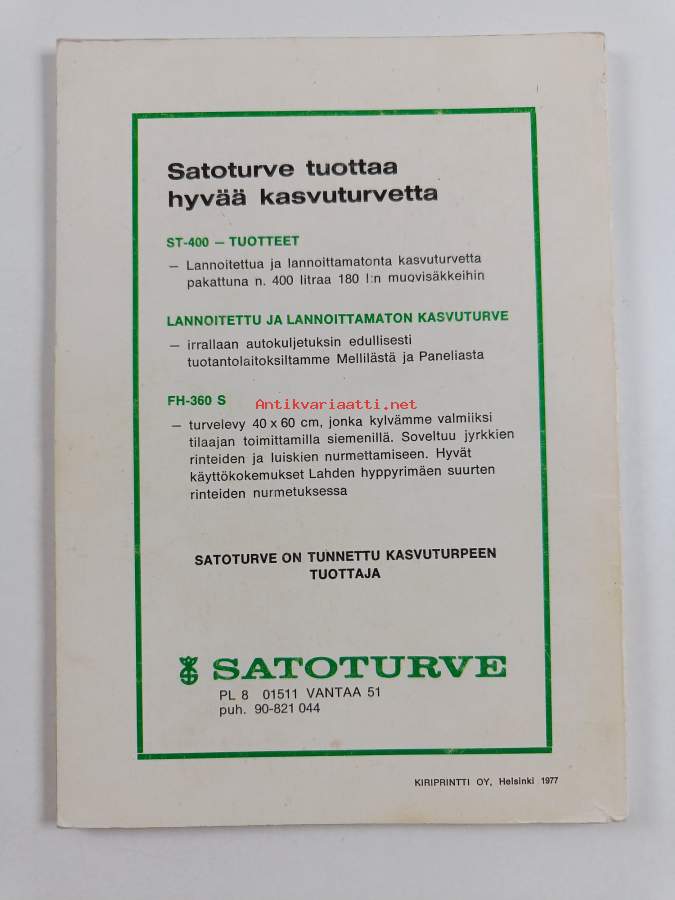 Satoturve tuottaa
hyvää kasvuturvetta
ST-400 – TUOTTEET
– Lannoitettua ja lannoittamatonta kasvuturvetta
pakattuna n. 400 litraa 180 l:n muovisäkkeihin
LANNOITETTU JA LANNOITTAMATON KASVUTURVE
– irrallaan autokuljetuksin edullisesti
tuotantolaitoksiltamme Mellilästä ja Paneliasta
FH-360 S
Antikvariaatti.net
– turvelevy 40 x 60 cm, jonka kylvämme valmiiksi
tilaajan toimittamilla siemenillä. Soveltuu jyrkkien
rinteiden ja luiskien nurmettamiseen. Hyvät
käyttökokemukset Lahden hyppyrimäen suurten
rinteiden nurmetuksessa
SATOTURVE ON TUNNETTU KASVUTURPEEN
TUOTTAJA
SATOTURVE
PL 8 01511 VANTAA 51
puh. 90-821 044
KIRIPRINTTI OY, Helsinki 1977